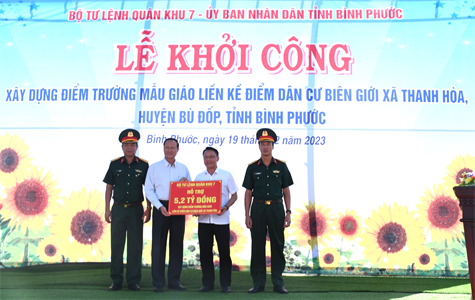 BỘ TƯ LỆNH QUÂN KHU 7 - ỦY BAN NHÂN DÂN TỈNH BÌNH PHƯỚC
LỄ KHỞI CÔNG
XÂY DỰNG ĐIỂM TRƯỜNG MẪU GIÁO LIỀN KỀ ĐIỂM DÂN CƯ BIÊN GIỚI XÃ THANH HÒA,
HUYỆN BÙ ĐỐP, TỈNH BÌNH PHƯỚC
Bình Phước, ngày 19 2 năm 2023
BỘ TƯ LỆNH QUÂN KHU 7
HỖ TRỢ
5,2 TỶ ĐỒNG